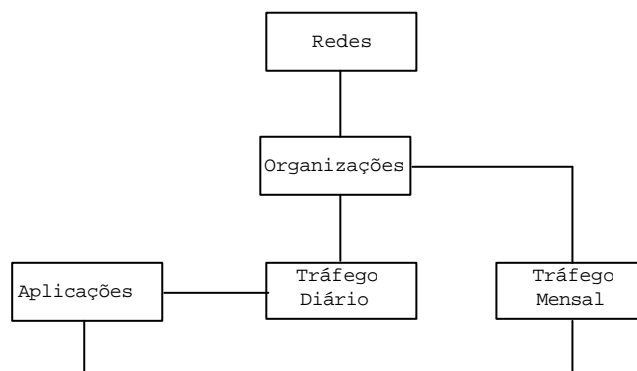 Redes
Organizações
Aplicações
Tráfego
Diário
Tráfego
Mensal